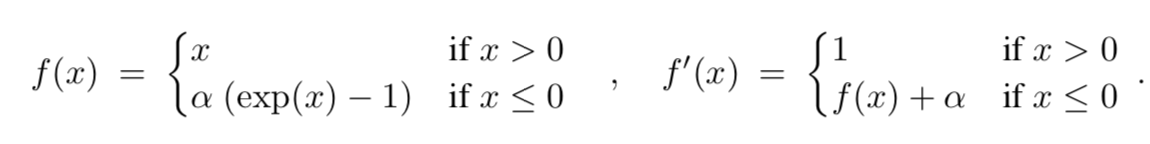 f(x) = { x if x > 0
α (exp(x) − 1) if x ≤ 0 , f′(x) = { 1 if x > 0
f(x) + α if x ≤ 0 .